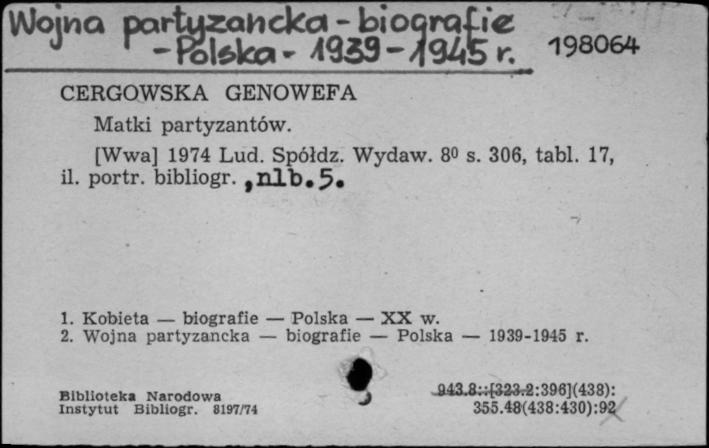 Wojna partyzancka - biografie
- Polska - 1939 - 1945 r.
198064
CERGOWSKA GENOWEFA
Matki partyzantów.
[Wwa] 1974 Lud. Spółdz. Wydaw. 8⁰ s. 306, tabl. 17,
il. portr. bibliogr. , nlb. 5.
1. Kobieta — biografie — Polska — XX w.
2. Wojna partyzancka — biografie — Polska — 1939-1945 r.
943.8::[323.2:396](438):
355.48(438:430):92
Biblioteka Narodowa
Instytut Bibliogr. 8197/74